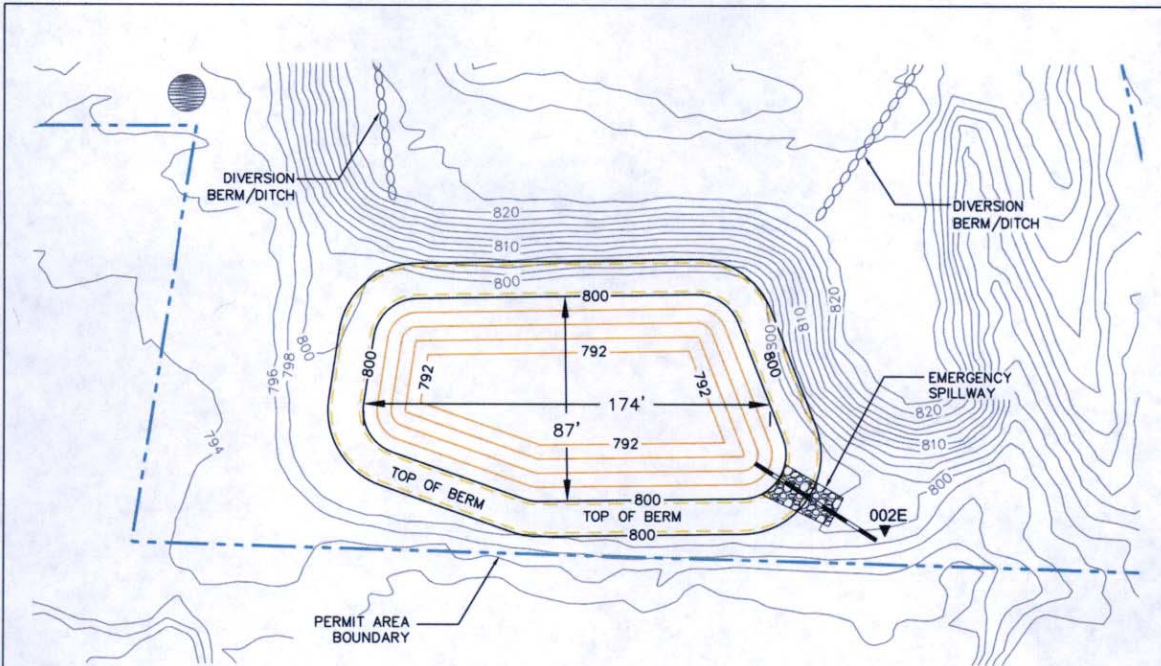 DIVERSION
BERM/DITCH
DIVERSION
BERM/DITCH
820
810
800
820
810
800
800
800
800
800
796
798
800
794
792
792
792
174'
87'
792
EMERGENCY
SPILLWAY
820
810
800
TOP OF BERM
800
TOP OF BERM
800
002E
PERMIT AREA
BOUNDARY